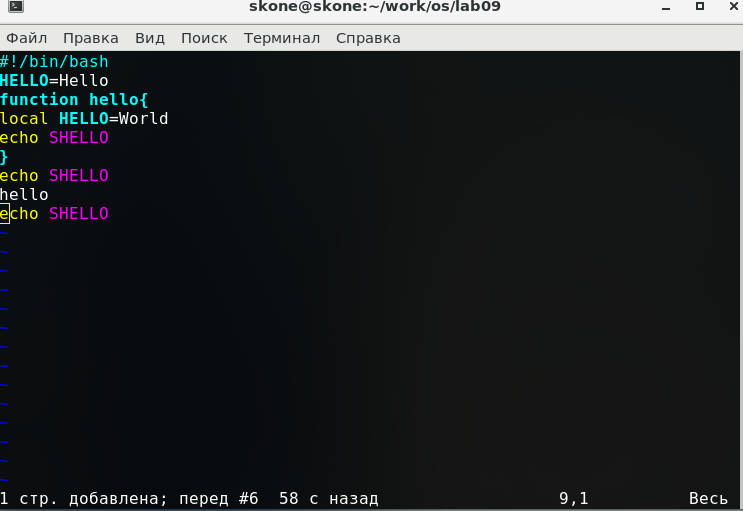 skone@skone:~/work/os/lab09
Файл Правка Вид Поиск Терминал Справка
#!/bin/bash
HELLO=Hello
function hello{
local HELLO=World
echo SHELLO
}
echo SHELLO
hello
echo SHELLO
~
~
~
~
~
~
~
~
~
~
~
~
~
~
1 стр. добавлена; перед #6 58 с назад 9,1 Весь